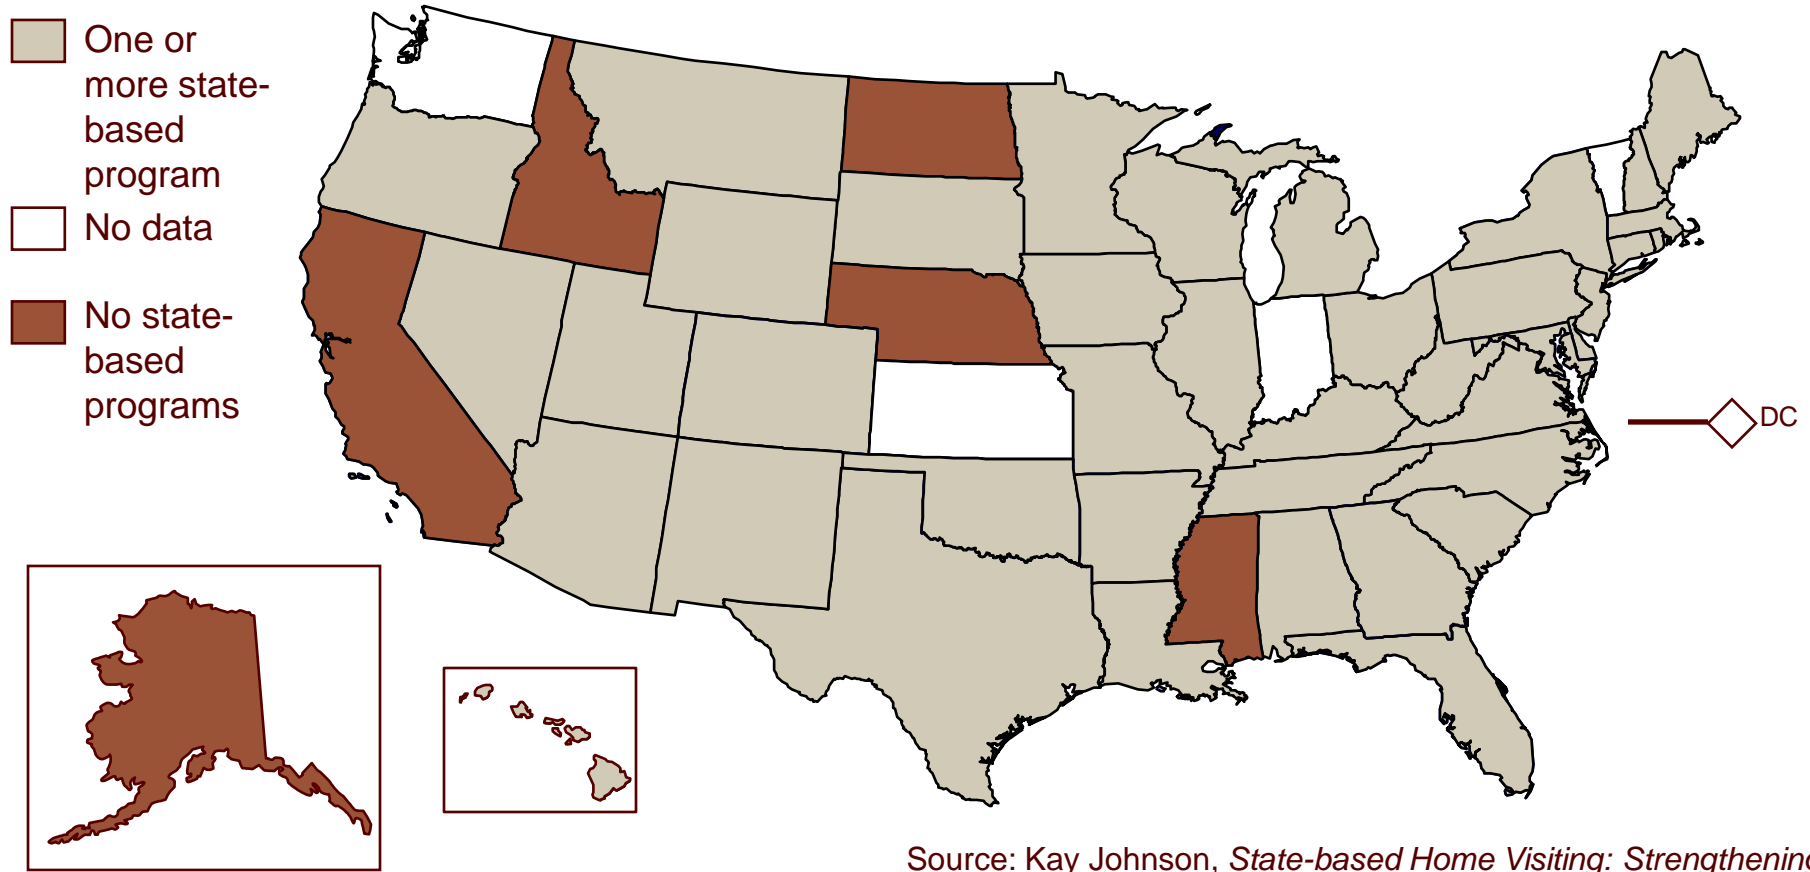 One or
more state-
based
program
No data
No state-
based
programs
DC
Source: Kay Johnson, State-based Home Visiting: Strengthening